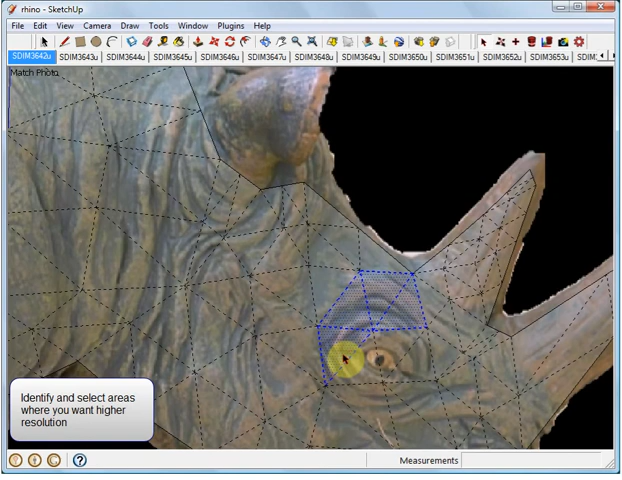 rhino - SketchUp
File Edit View Camera Draw Tools Window Plugins Help
SDIM3642u SDIM3643u SDIM3644u SDIM3645u SDIM3646u SDIM3647u SDIM3648u SDIM3649u SDIM3650u SDIM3651u SDIM3652u SDIM3653u SDIM:
Match Photo
Identify and select areas
where you want higher
resolution
Measurements